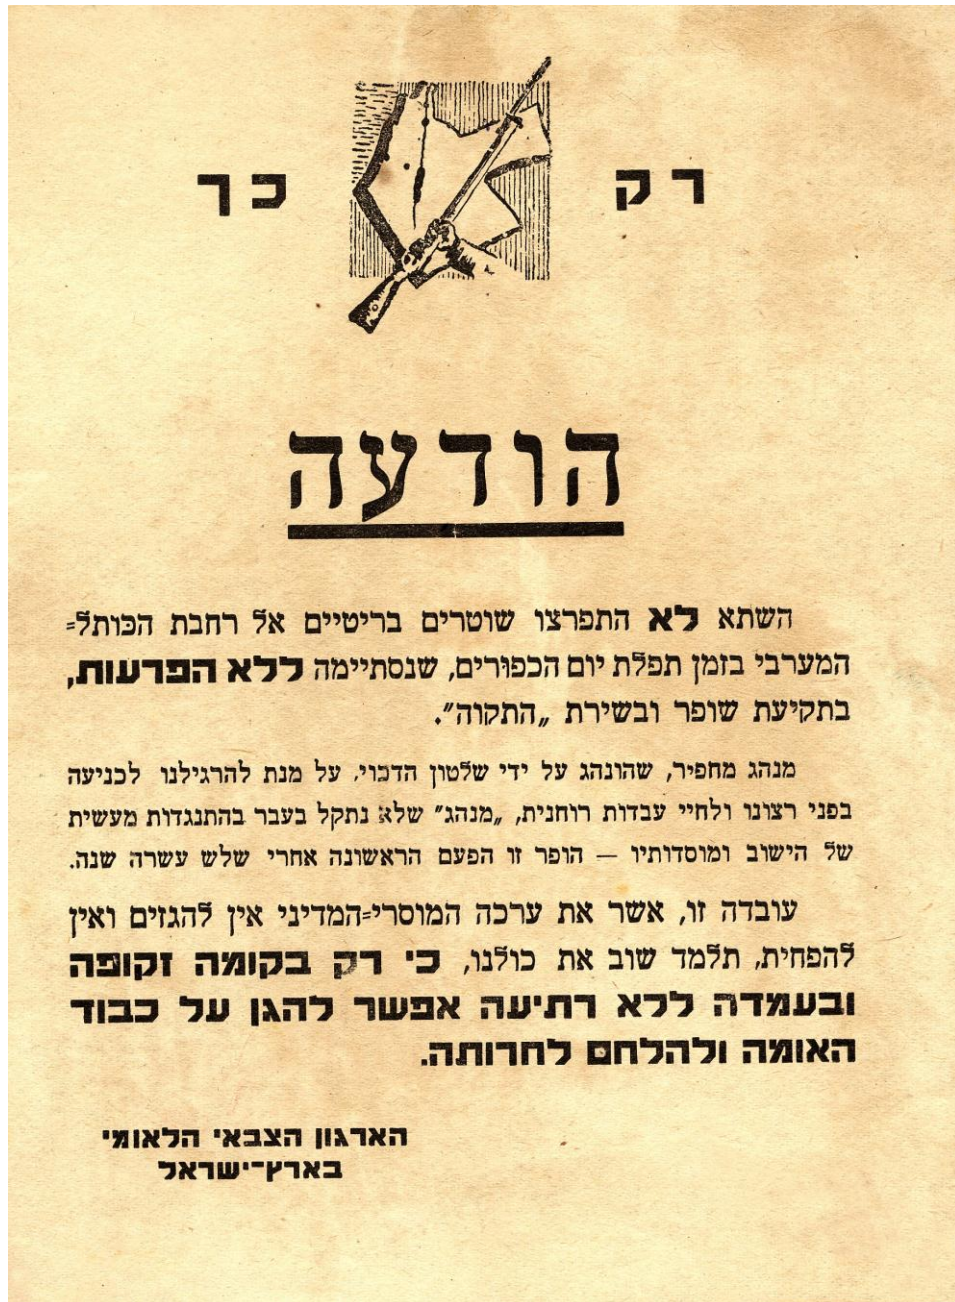 רק כך
הודעה
השתא לא התפרצו שוטרים בריטיים אל רחבת הכותל-
המערבי בזמן תפלת יום הכפורים, שנסתיימה ללא הפרעות,
בתקיעת שופר ובשירת „התקוה”.
מנהג מחפיר, שהונהג על ידי שלטון הדכוי, על מנת להרגילנו לכניעה
בפני רצונו ולחיי עבדות רוחנית, „מנהג” שלא נתקל בעבר בהתנגדות מעשית
של הישוב ומוסדותיו — הופר זו הפעם הראשונה אחרי שלש עשרה שנה.
עובדה זו, אשר את ערכה המוסרי-המדיני אין להגזים ואין
להפחית, תלמד שוב את כולנו, כי רק בקומה זקופה
ובעמדה ללא רתיעה אפשר להגן על כבוד
האומה ולהלחם לחרותה.
הארגון הצבאי הלאומי
בארץ-ישראל